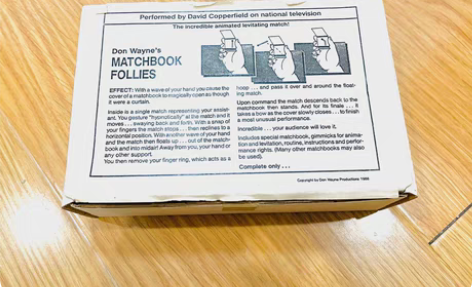 Performed by David Copperfield on national television
The incredible animated levitating match!
Don Wayne's
MATCHBOOK
FOLLIES
EFFECT: With a wave of your hand you cause the
cover of a matchbook to magically open as though
it were a curtain.
Inside is a single match representing your assist-
ant. You gesture "hypnotically" at the match and it
moves . . . swaying back and forth. With a snap of
your fingers the match stops. . . then reclines to a
horizontal position. With another wave of your hand
and the match then floats up . . . out of the match-
book and into midair! Away from you, your hand or
any other support.
You then remove your finger ring, which acts as a
hoop . . . and pass it over and around the float-
ing match.
Upon command the match descends back to the
matchbook then stands. And for its finale . . . it
takes a bow as the cover slowly closes. . . to finish
a most unusual performance.
Incredible . . . your audience will love it.
Includes special matchbook, gimmicks for anima-
tion and levitation, routine, instructions and perfor-
mance rights. (Many other matchbooks may also
be used).
Complete only . . .
Copyright by Don Wayne Productions